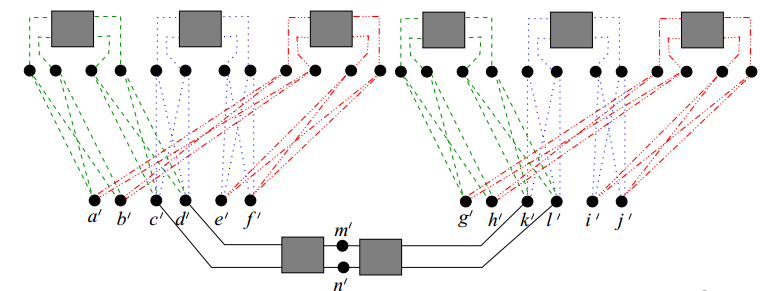 a′ b′ c′ d′ e′ f′ g′ h′ k′ l′ i′ j′
m′
n′